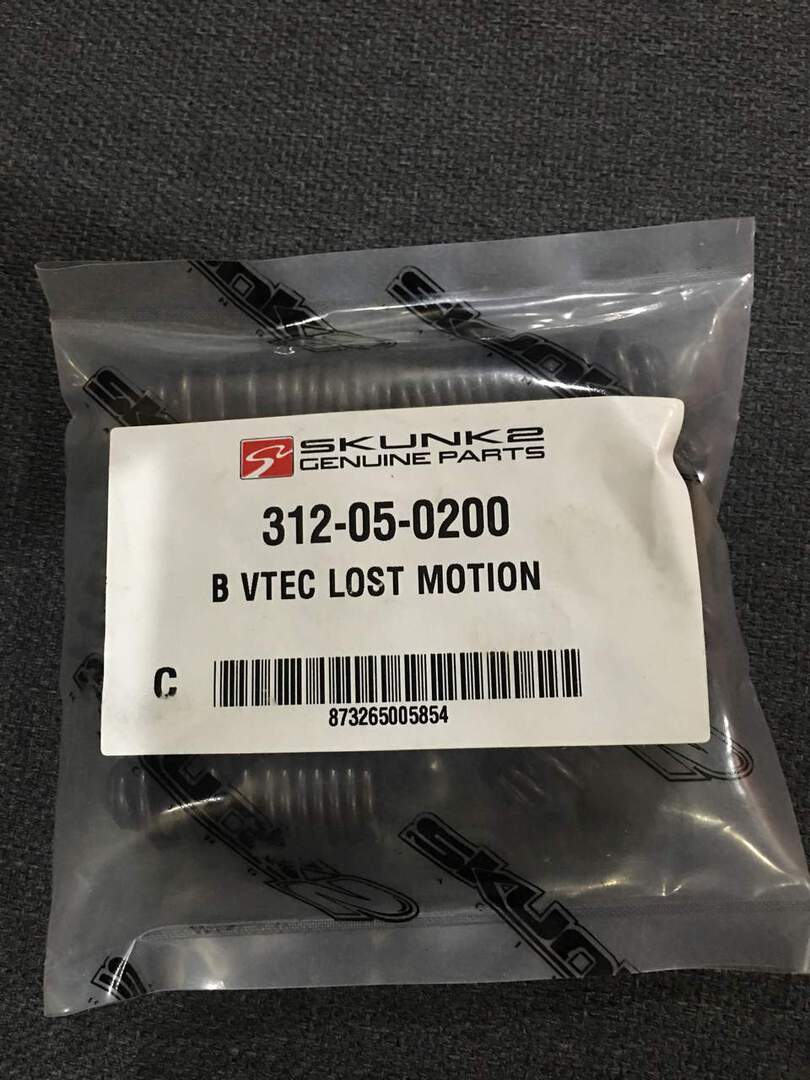 SKUNK2
GENUINE PARTS
312-05-0200
B VTEC LOST MOTION
C
873265005854